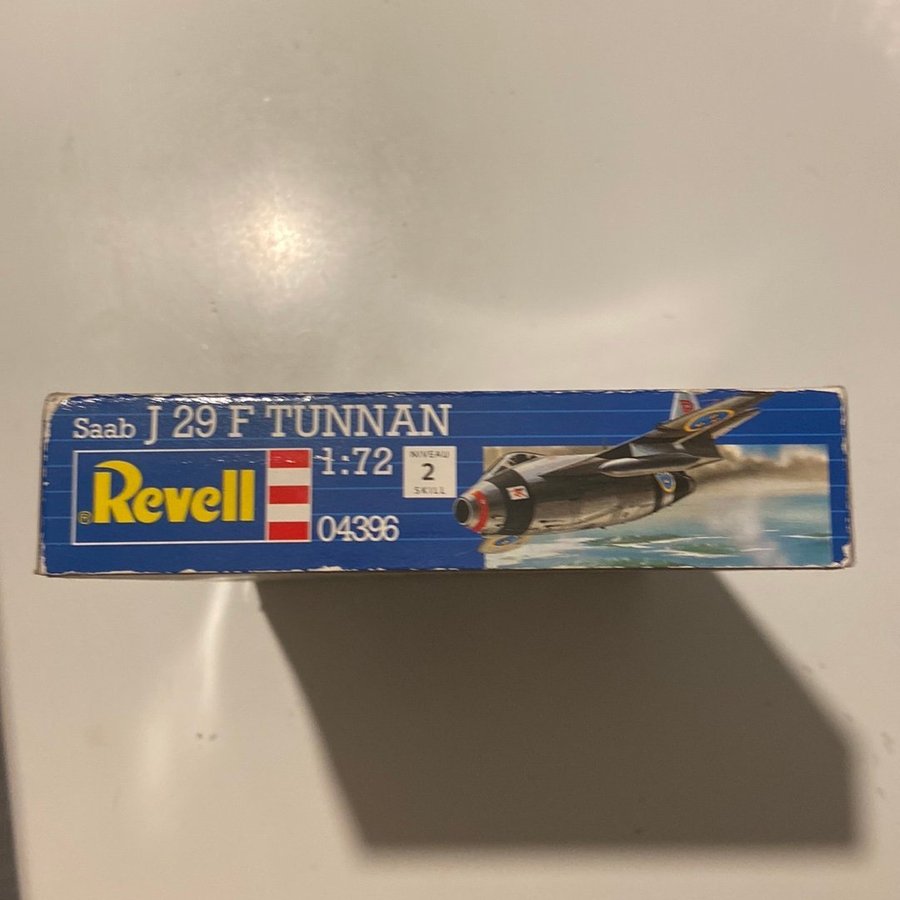 Saab J 29 F TUNNAN
Revell
®
1:72
04396
NIVEAU
2
SKILL